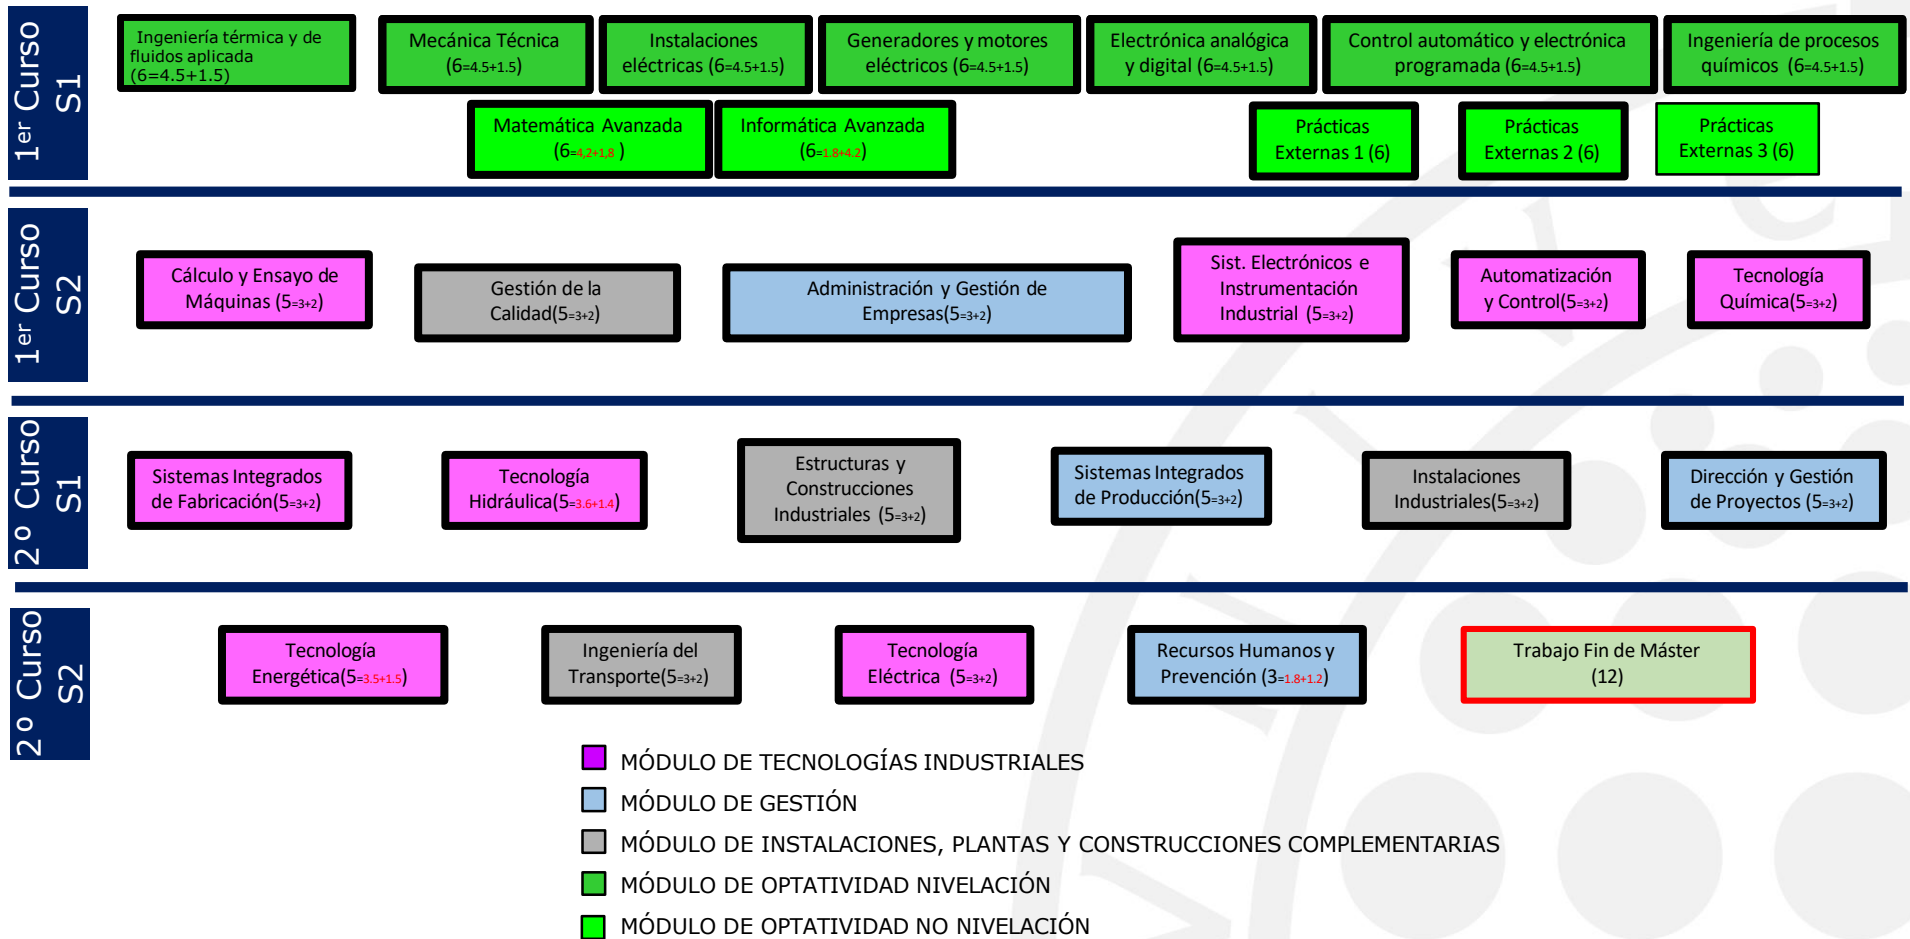 1er Curso
S1
Ingeniería térmica y de
fluidos aplicada
(6=4.5+1.5)
Mecánica Técnica
(6=4.5+1.5)
Instalaciones
eléctricas (6=4.5+1.5)
Generadores y motores
eléctricos (6=4.5+1.5)
Electrónica analógica
y digital (6=4.5+1.5)
Control automático y electrónica
programada (6=4.5+1.5)
Ingeniería de procesos
químicos (6=4.5+1.5)
Matemática Avanzada
(6=4,2+1,8 )
Informática Avanzada
(6=1.8+4.2)
Prácticas
Externas 1 (6)
Prácticas
Externas 2 (6)
Prácticas
Externas 3 (6)
1er Curso
S2
Cálculo y Ensayo de
Máquinas (5=3+2)
Gestión de la
Calidad(5=3+2)
Administración y Gestión de
Empresas(5=3+2)
Sist. Electrónicos e
Instrumentación
Industrial (5=3+2)
Automatización
y Control(5=3+2)
Tecnología
Química(5=3+2)
2º Curso
S1
Sistemas Integrados
de Fabricación(5=3+2)
Tecnología
Hidráulica(5=3.6+1.4)
Estructuras y
Construcciones
Industriales (5=3+2)
Sistemas Integrados
de Producción(5=3+2)
Instalaciones
Industriales(5=3+2)
Dirección y Gestión
de Proyectos (5=3+2)
2º Curso
S2
Tecnología
Energética(5=3.5+1.5)
Ingeniería del
Transporte(5=3+2)
Tecnología
Eléctrica (5=3+2)
Recursos Humanos y
Prevención (3=1.8+1.2)
Trabajo Fin de Máster
(12)
MÓDULO DE TECNOLOGÍAS INDUSTRIALES
MÓDULO DE GESTIÓN
MÓDULO DE INSTALACIONES, PLANTAS Y CONSTRUCCIONES COMPLEMENTARIAS
MÓDULO DE OPTATIVIDAD NIVELACIÓN
MÓDULO DE OPTATIVIDAD NO NIVELACIÓN